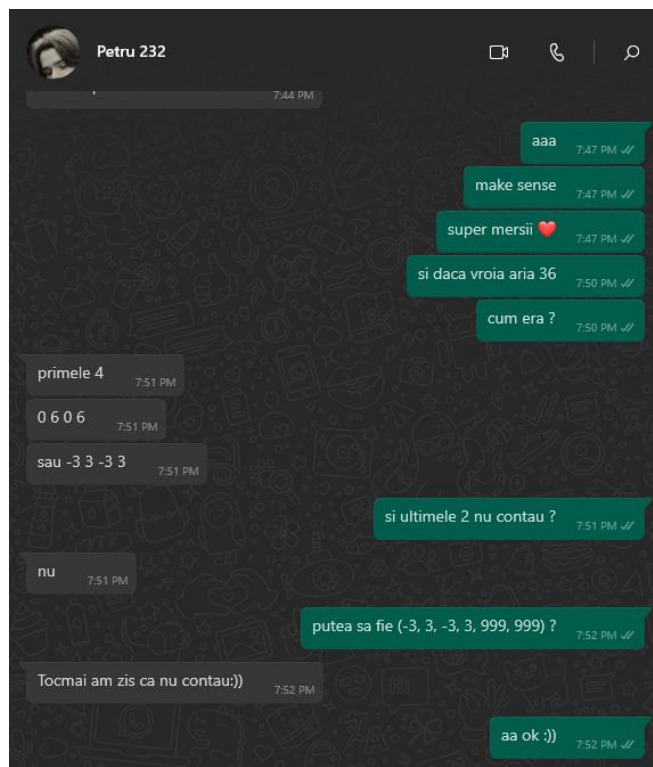 Petru 232
7:44 PM
aaa 7:47 PM
make sense 7:47 PM
super mersii ❤️ 7:47 PM
si daca vroia aria 36 7:50 PM
cum era ? 7:50 PM
primele 4 7:51 PM
0 6 0 6 7:51 PM
sau -3 3 -3 3 7:51 PM
si ultimele 2 nu contau ? 7:51 PM
nu 7:51 PM
putea sa fie (-3, 3, -3, 3, 999, 999) ? 7:52 PM
Tocmai am zis ca nu contau:)) 7:52 PM
aa ok :)) 7:52 PM